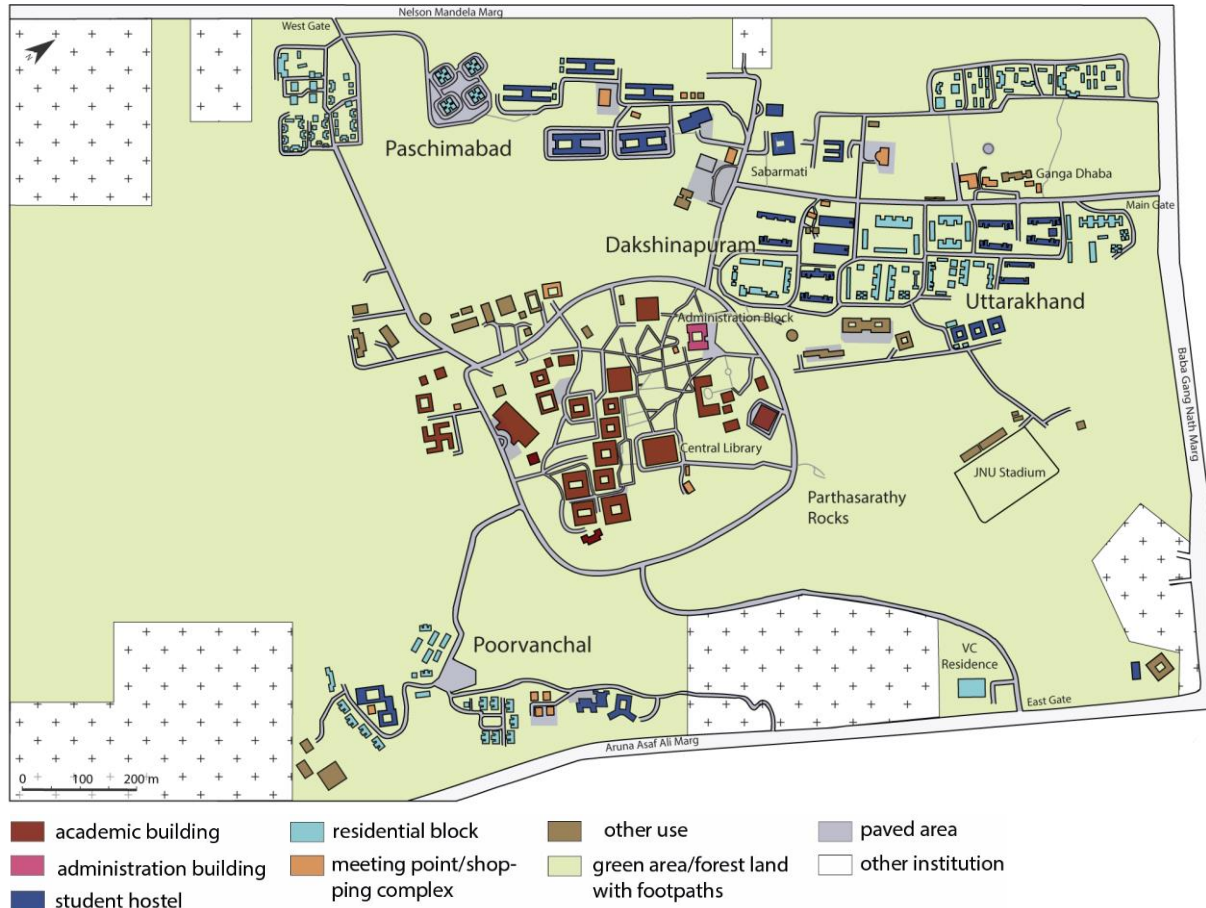 Nelson Mandela Marg
West Gate
N
Paschimabad
Sabarmati
Ganga Dhaba
Main Gate
Dakshinapuram
Uttarakhand
Administration Block
Baba Gang Nath Marg
Central Library
JNU Stadium
Parthasarathy
Rocks
Poorvanchal
VC
Residence
East Gate
Aruna Asaf Ali Marg
0 100 200 m
academic building
administration building
student hostel
residential block
meeting point/shop-
ping complex
other use
green area/forest land
with footpaths
paved area
other institution